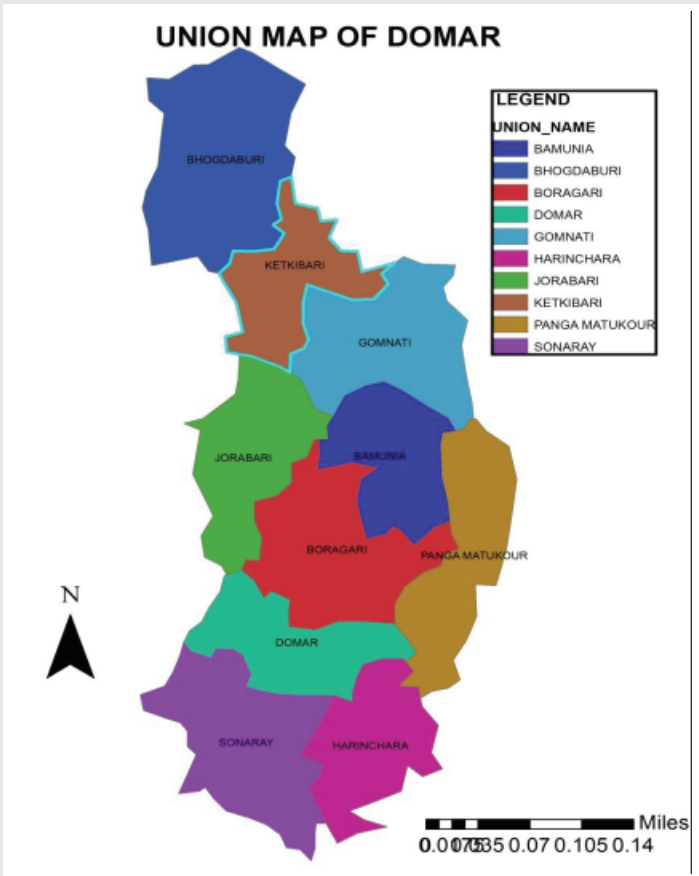 UNION MAP OF DOMAR
LEGEND
UNION_NAME
BAMUNIA
BHOGDABURI
BORAGARI
DOMAR
GOMNATI
HARINCHARA
JORABARI
KETKIBARI
PANGA MATUKOUR
SONARAY
BHOGDABURI
KETKIBARI
GOMNATI
JORABARI
BAMUNIA
BORAGARI
PANGA MATUKOUR
N
DOMAR
SONARAY
HARINCHARA
Miles
0.07 0.105 0.14